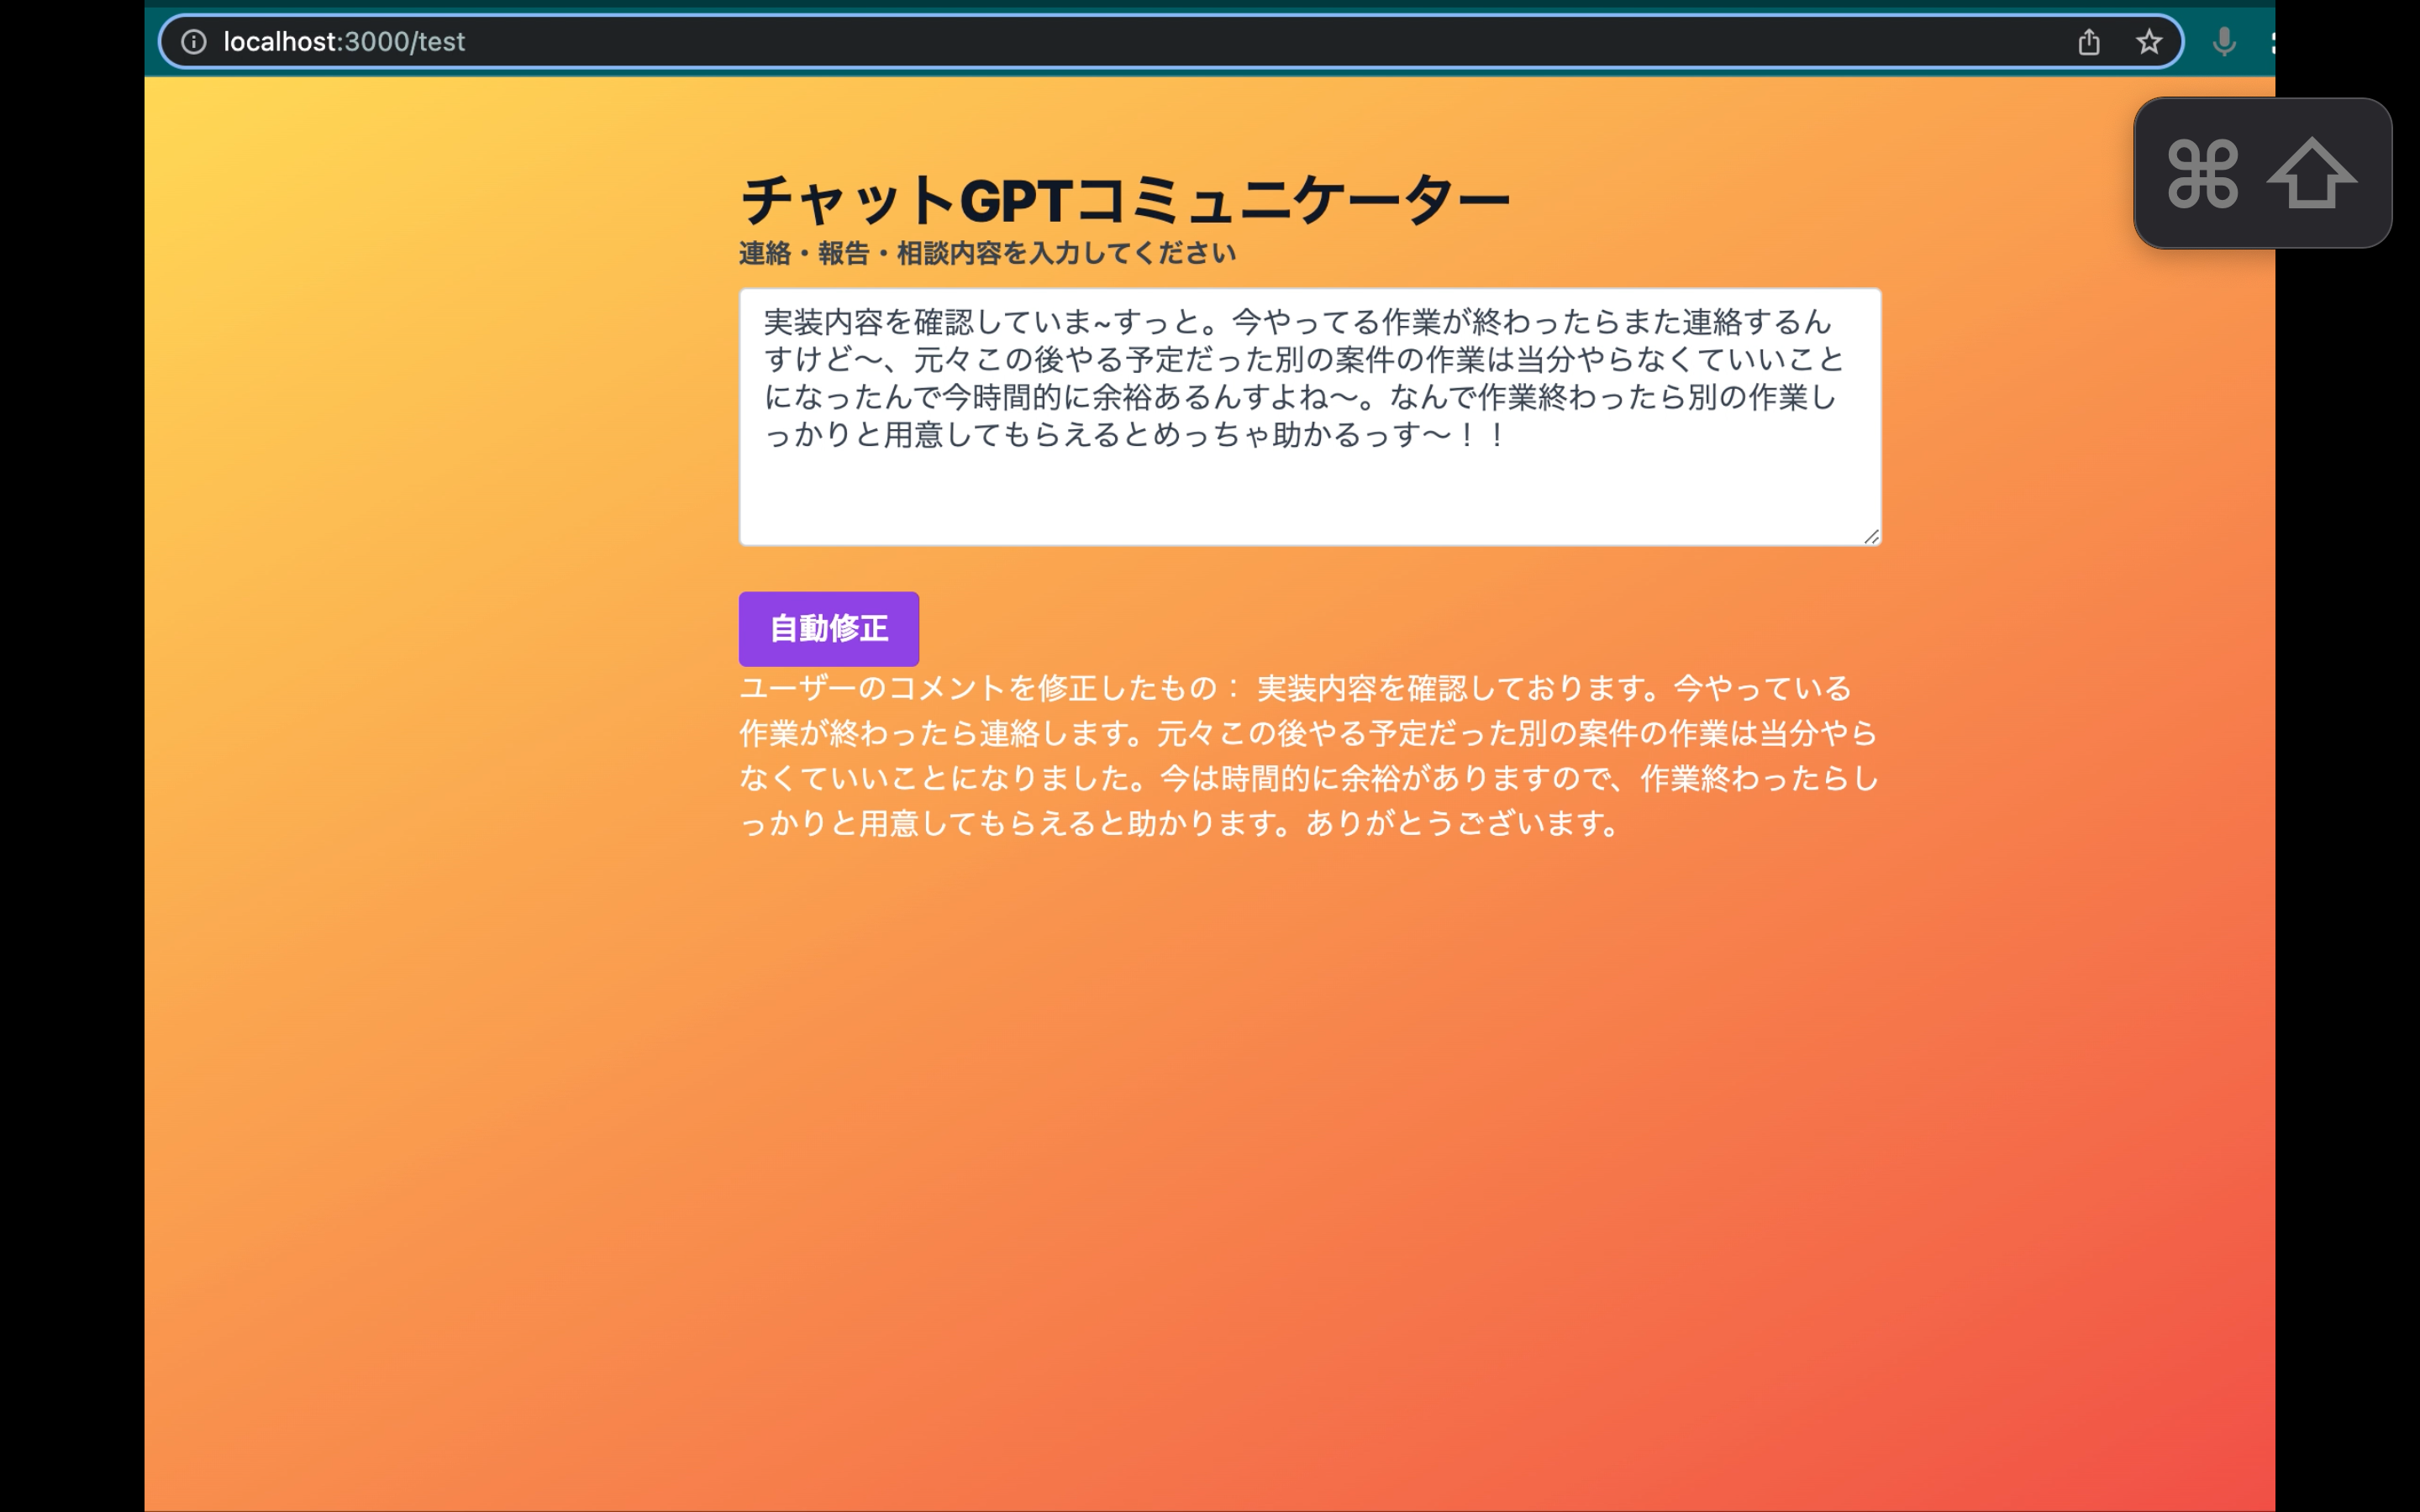 localhost:3000/test
チャットGPTコミュニケーター
連絡・報告・相談内容を入力してください
実装内容を確認していま~すっと。今やってる作業が終わったらまた連絡するん
すけど〜、元々この後やる予定だった別の案件の作業は当分やらなくていいこと
になったんで今時間的に余裕あるんすよね〜。なんで作業終わったら別の作業し
っかりと用意してもらえるとめっちゃ助かるっす〜！！
自動修正
ユーザーのコメントを修正したもの： 実装内容を確認しております。今やっている
作業が終わったら連絡します。元々この後やる予定だった別の案件の作業は当分やら
なくていいことになりました。今は時間的に余裕がありますので、作業終わったらし
っかりと用意してもらえると助かります。ありがとうございます。